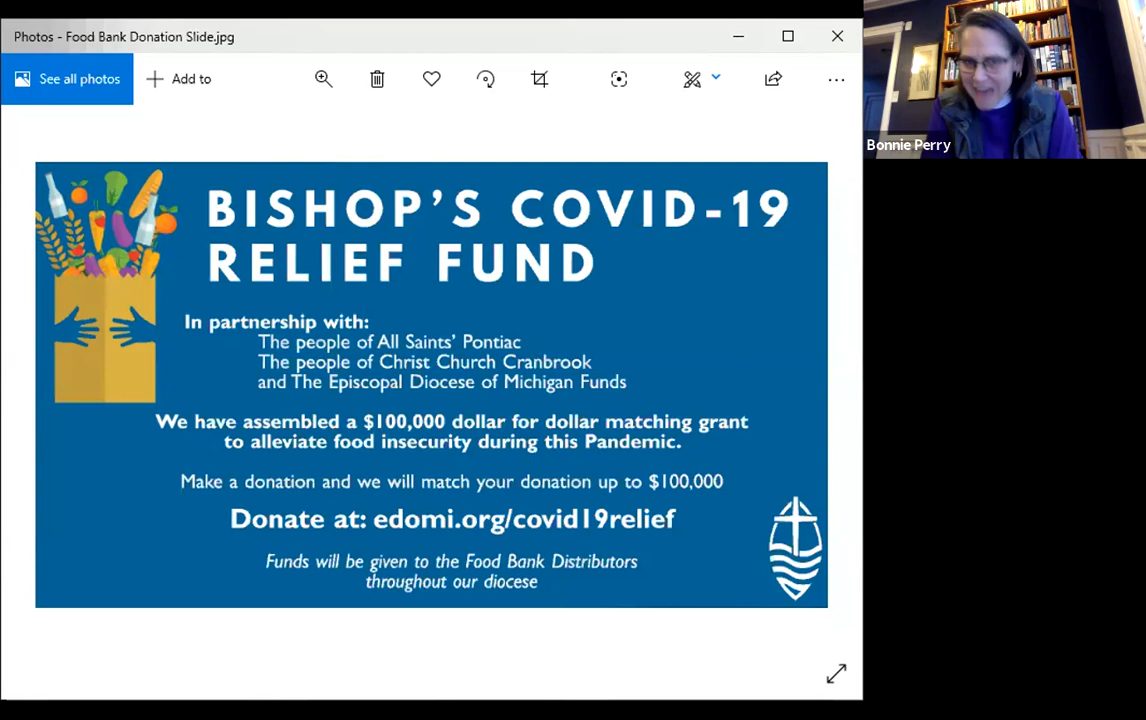 Photos - Food Bank Donation Slide.jpg
See all photos
Add to
Bonnie Perry
BISHOP'S COVID-19
RELIEF FUND
In partnership with:
The people of All Saints' Pontiac
The people of Christ Church Cranbrook
and The Episcopal Diocese of Michigan Funds
We have assembled a $100,000 dollar for dollar matching grant
to alleviate food insecurity during this Pandemic.
Make a donation and we will match your donation up to $100,000
Donate at: edomi.org/covid19relief
Funds will be given to the Food Bank Distributors
throughout our diocese